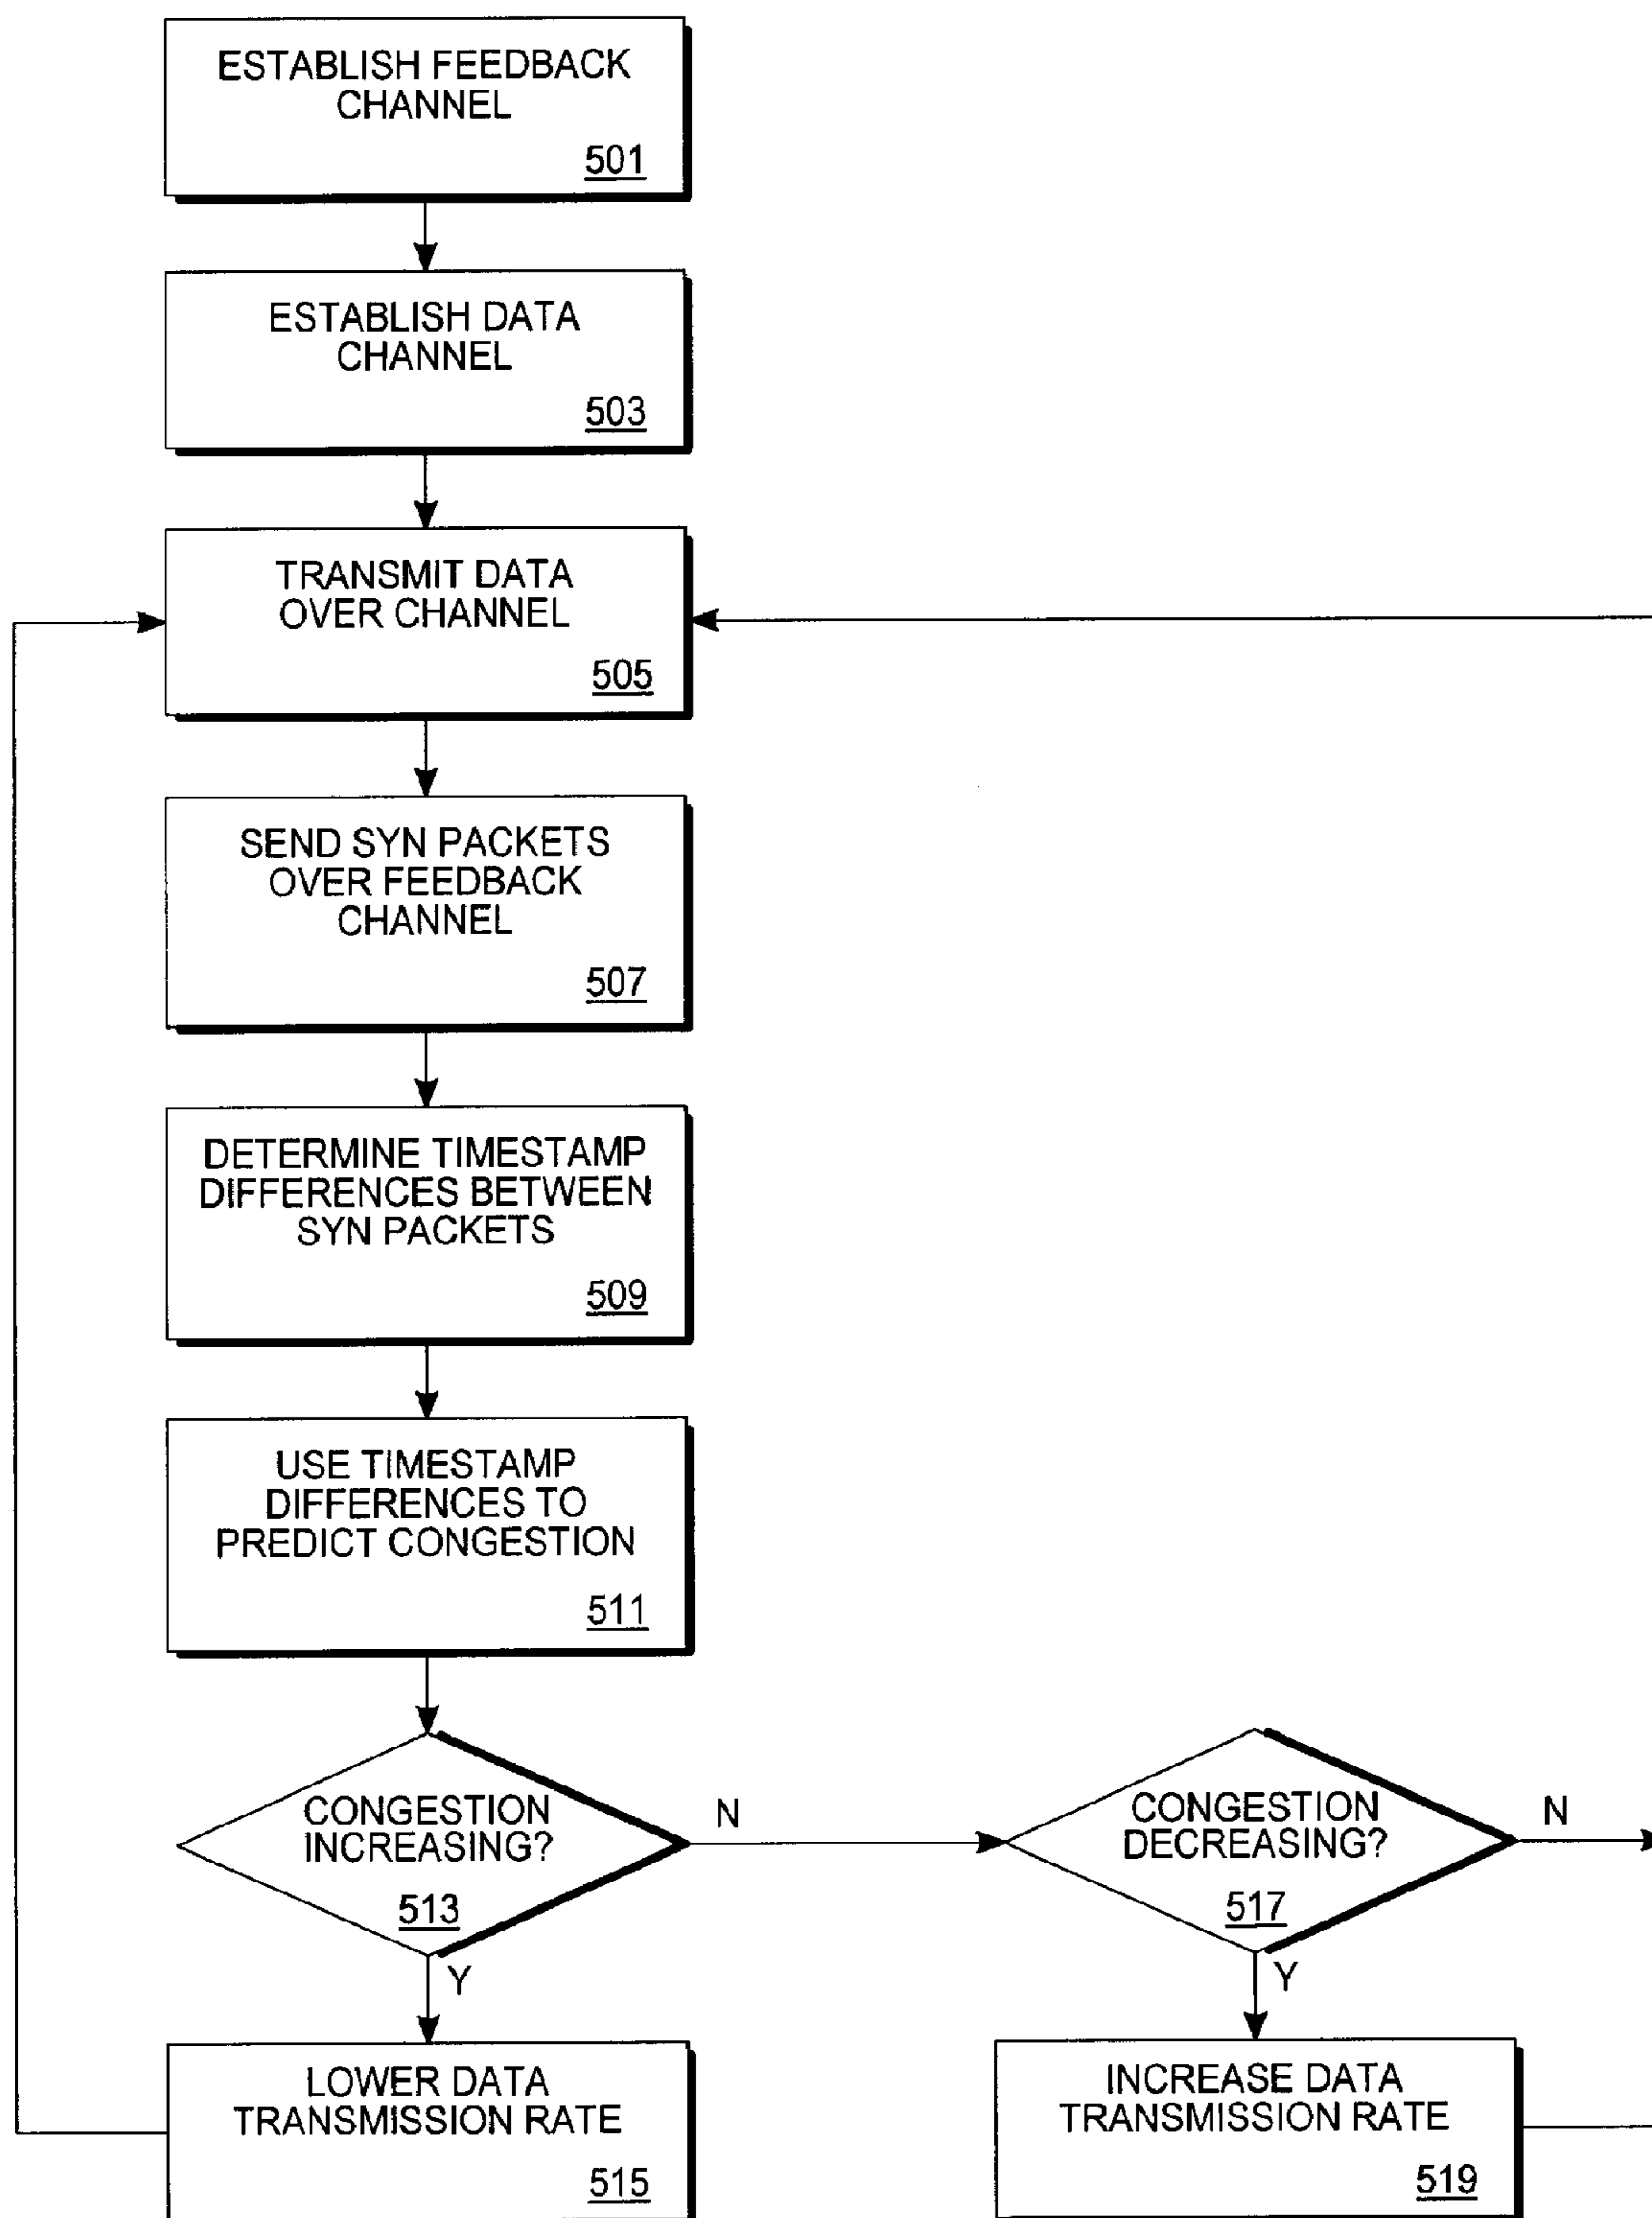 ESTABLISH FEEDBACK
CHANNEL
501
ESTABLISH DATA
CHANNEL
503
TRANSMIT DATA
OVER CHANNEL
505
SEND SYN PACKETS
OVER FEEDBACK
CHANNEL
507
DETERMINE TIMESTAMP
DIFFERENCES BETWEEN
SYN PACKETS
509
USE TIMESTAMP
DIFFERENCES TO
PREDICT CONGESTION
511
CONGESTION
INCREASING?
513
N
Y
CONGESTION
DECREASING?
517
N
Y
LOWER DATA
TRANSMISSION RATE
515
INCREASE DATA
TRANSMISSION RATE
519